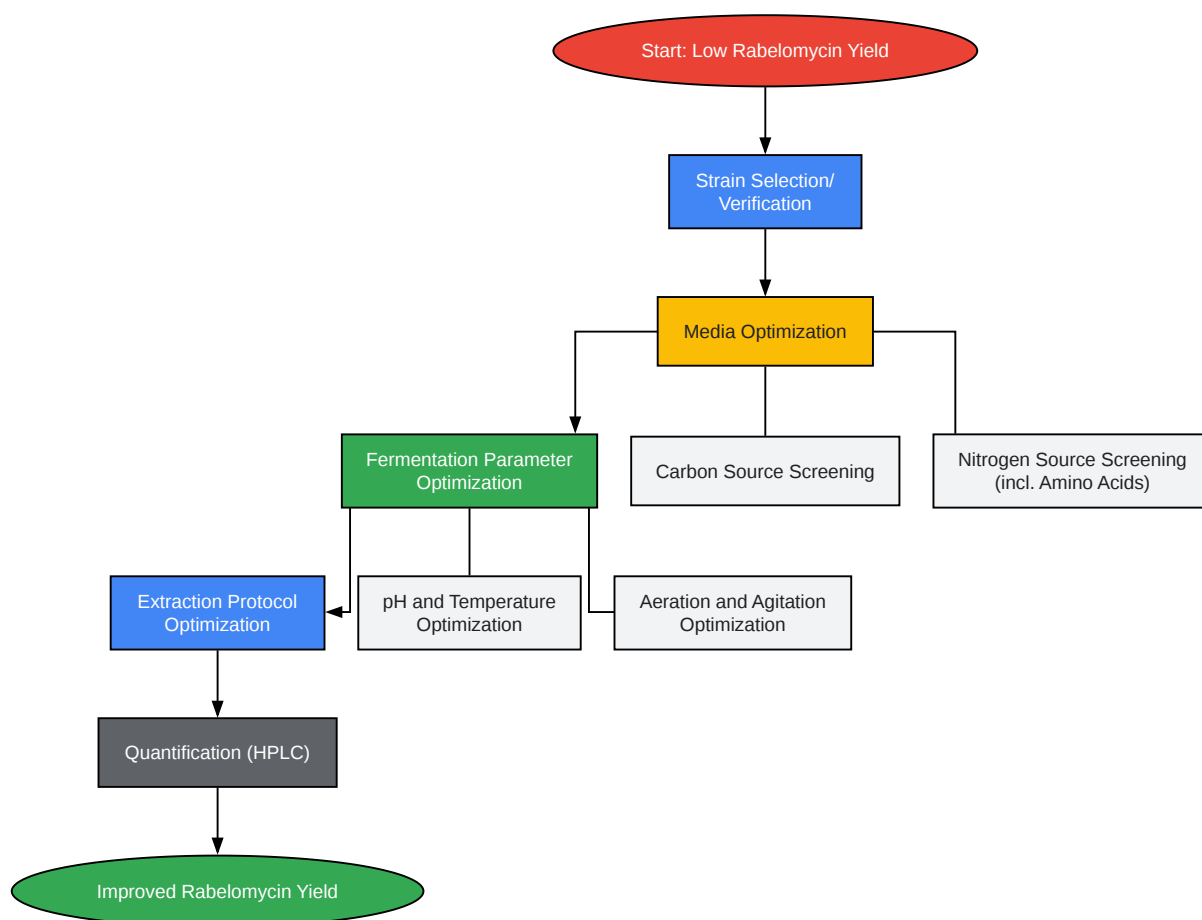 Start: Low Rabelomycin Yield
Strain Selection/
Verification
Media Optimization
Fermentation Parameter
Optimization
Carbon Source Screening
Nitrogen Source Screening
(incl. Amino Acids)
Extraction Protocol
Optimization
pH and Temperature
Optimization
Aeration and Agitation
Optimization
Quantification (HPLC)
Improved Rabelomycin Yield